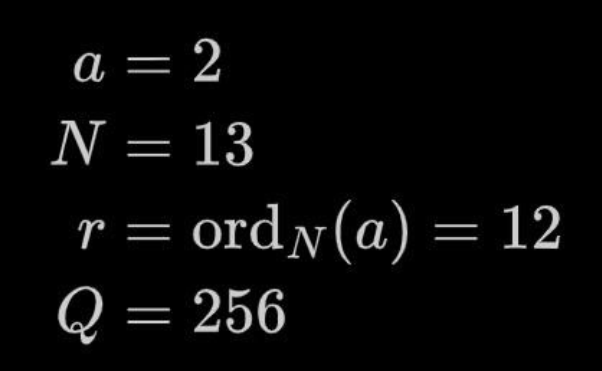 a = 2
N = 13
r = ord_N(a) = 12
Q = 256